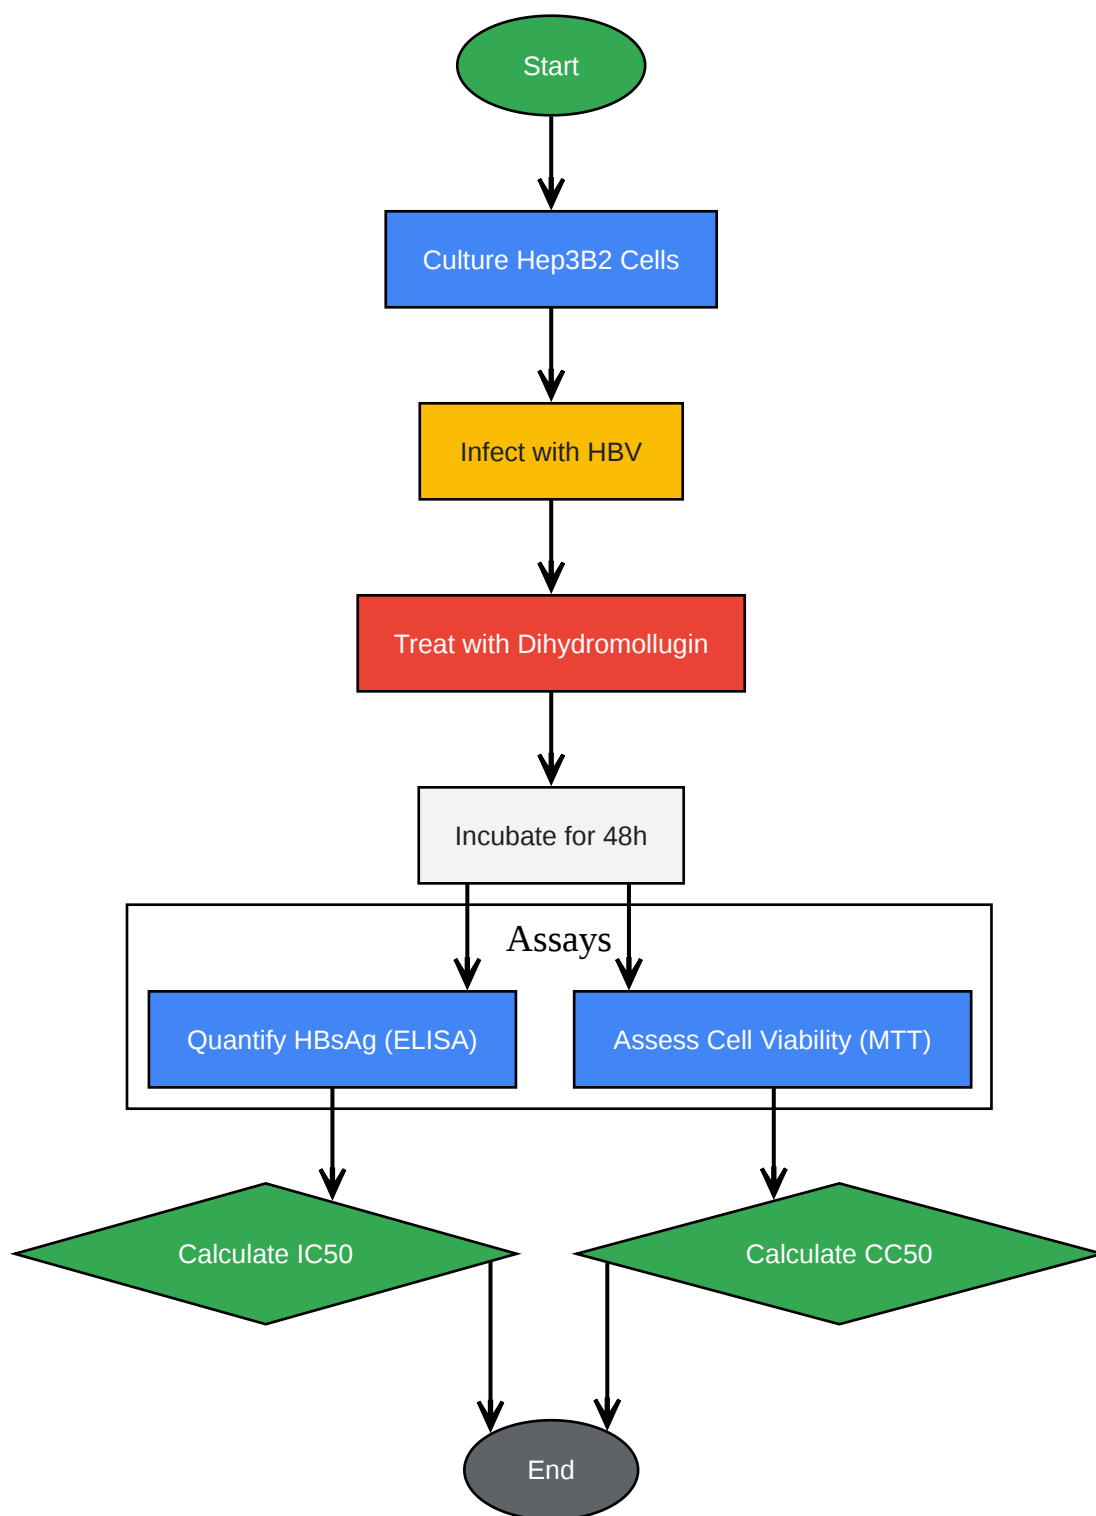 Start
Culture Hep3B2 Cells
Infect with HBV
Treat with Dihydromollugin
Incubate for 48h
Assays
Quantify HBsAg (ELISA)
Assess Cell Viability (MTT)
Calculate IC50
Calculate CC50
End